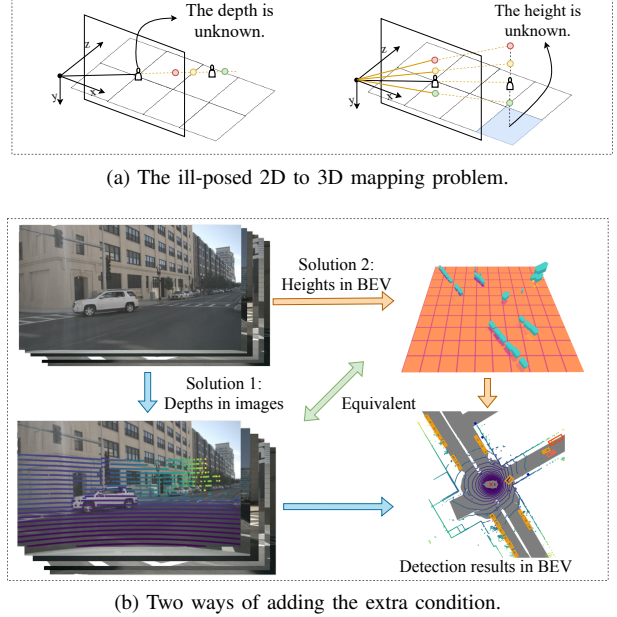 The depth is
unknown.
z
x
y
The height is
unknown.
z
x
y
(a) The ill-posed 2D to 3D mapping problem.
Solution 2:
Heights in BEV
Solution 1:
Depths in images
Equivalent
Detection results in BEV
(b) Two ways of adding the extra condition.